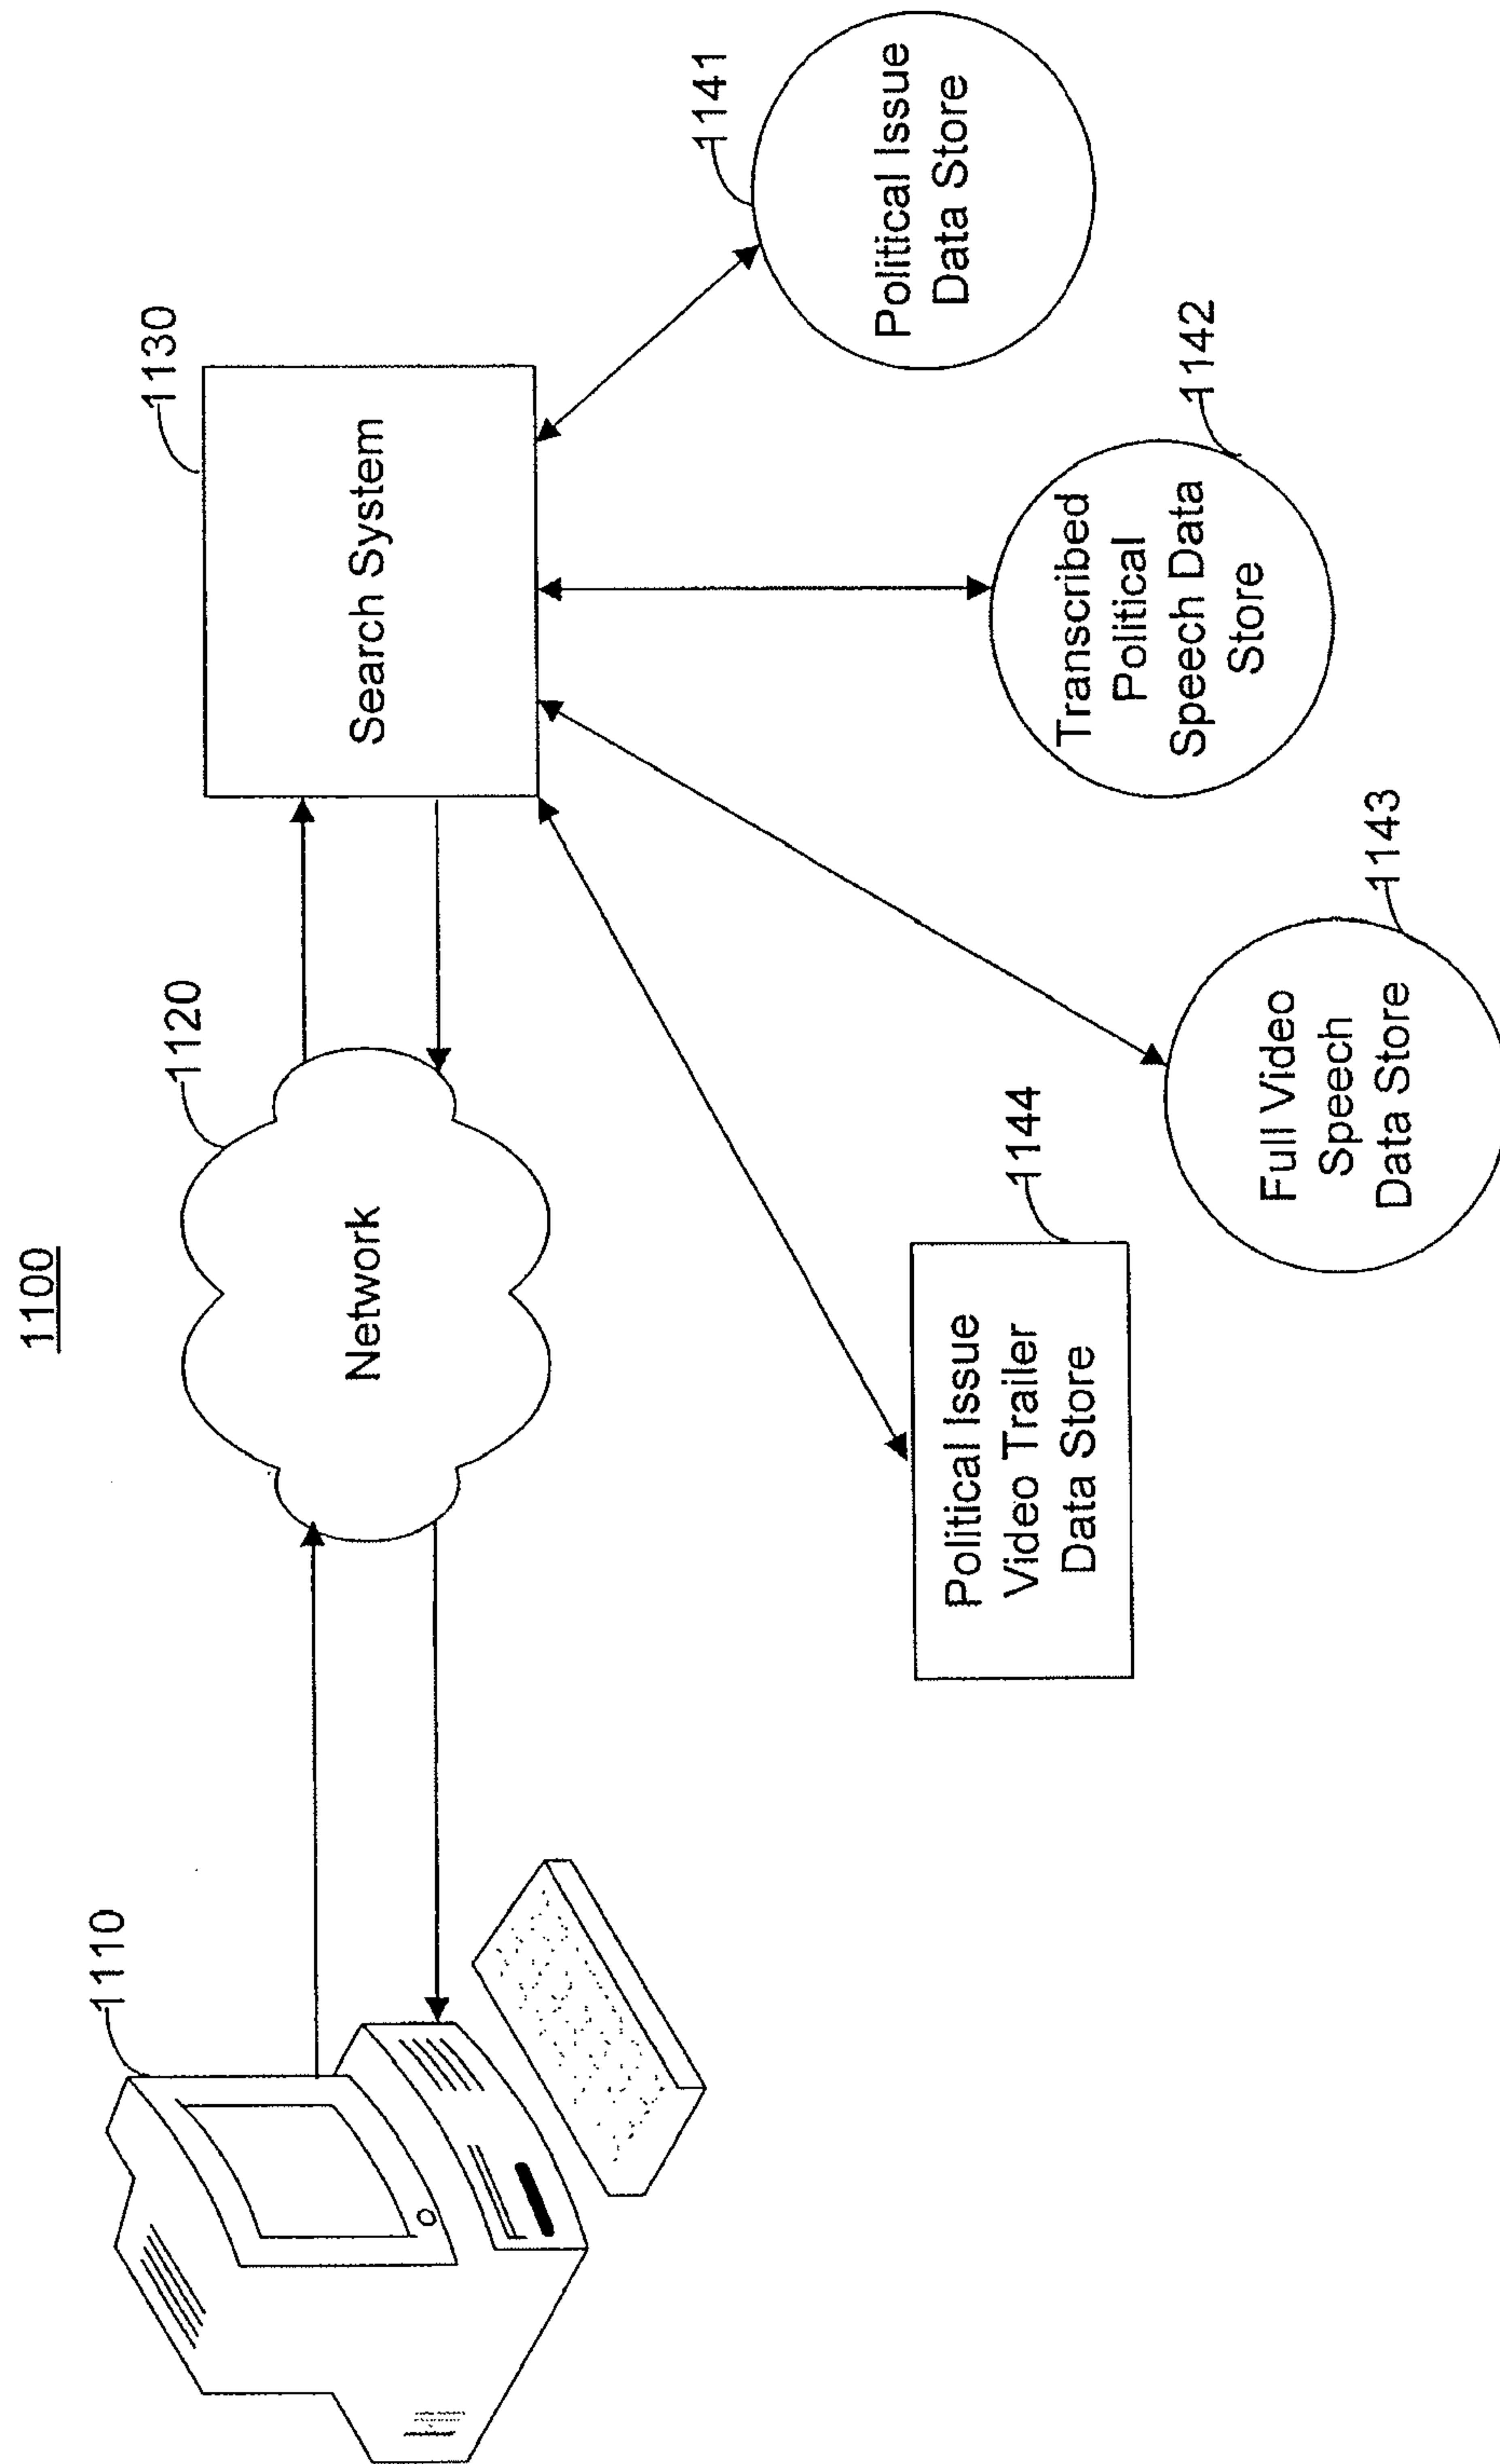 1100
1110
1120
Network
1130
Search System
1144
Political Issue
Video Trailer
Data Store
1143
Full Video
Speech
Data Store
1142
Transcribed
Political
Speech Data
Store
1141
Political Issue
Data Store